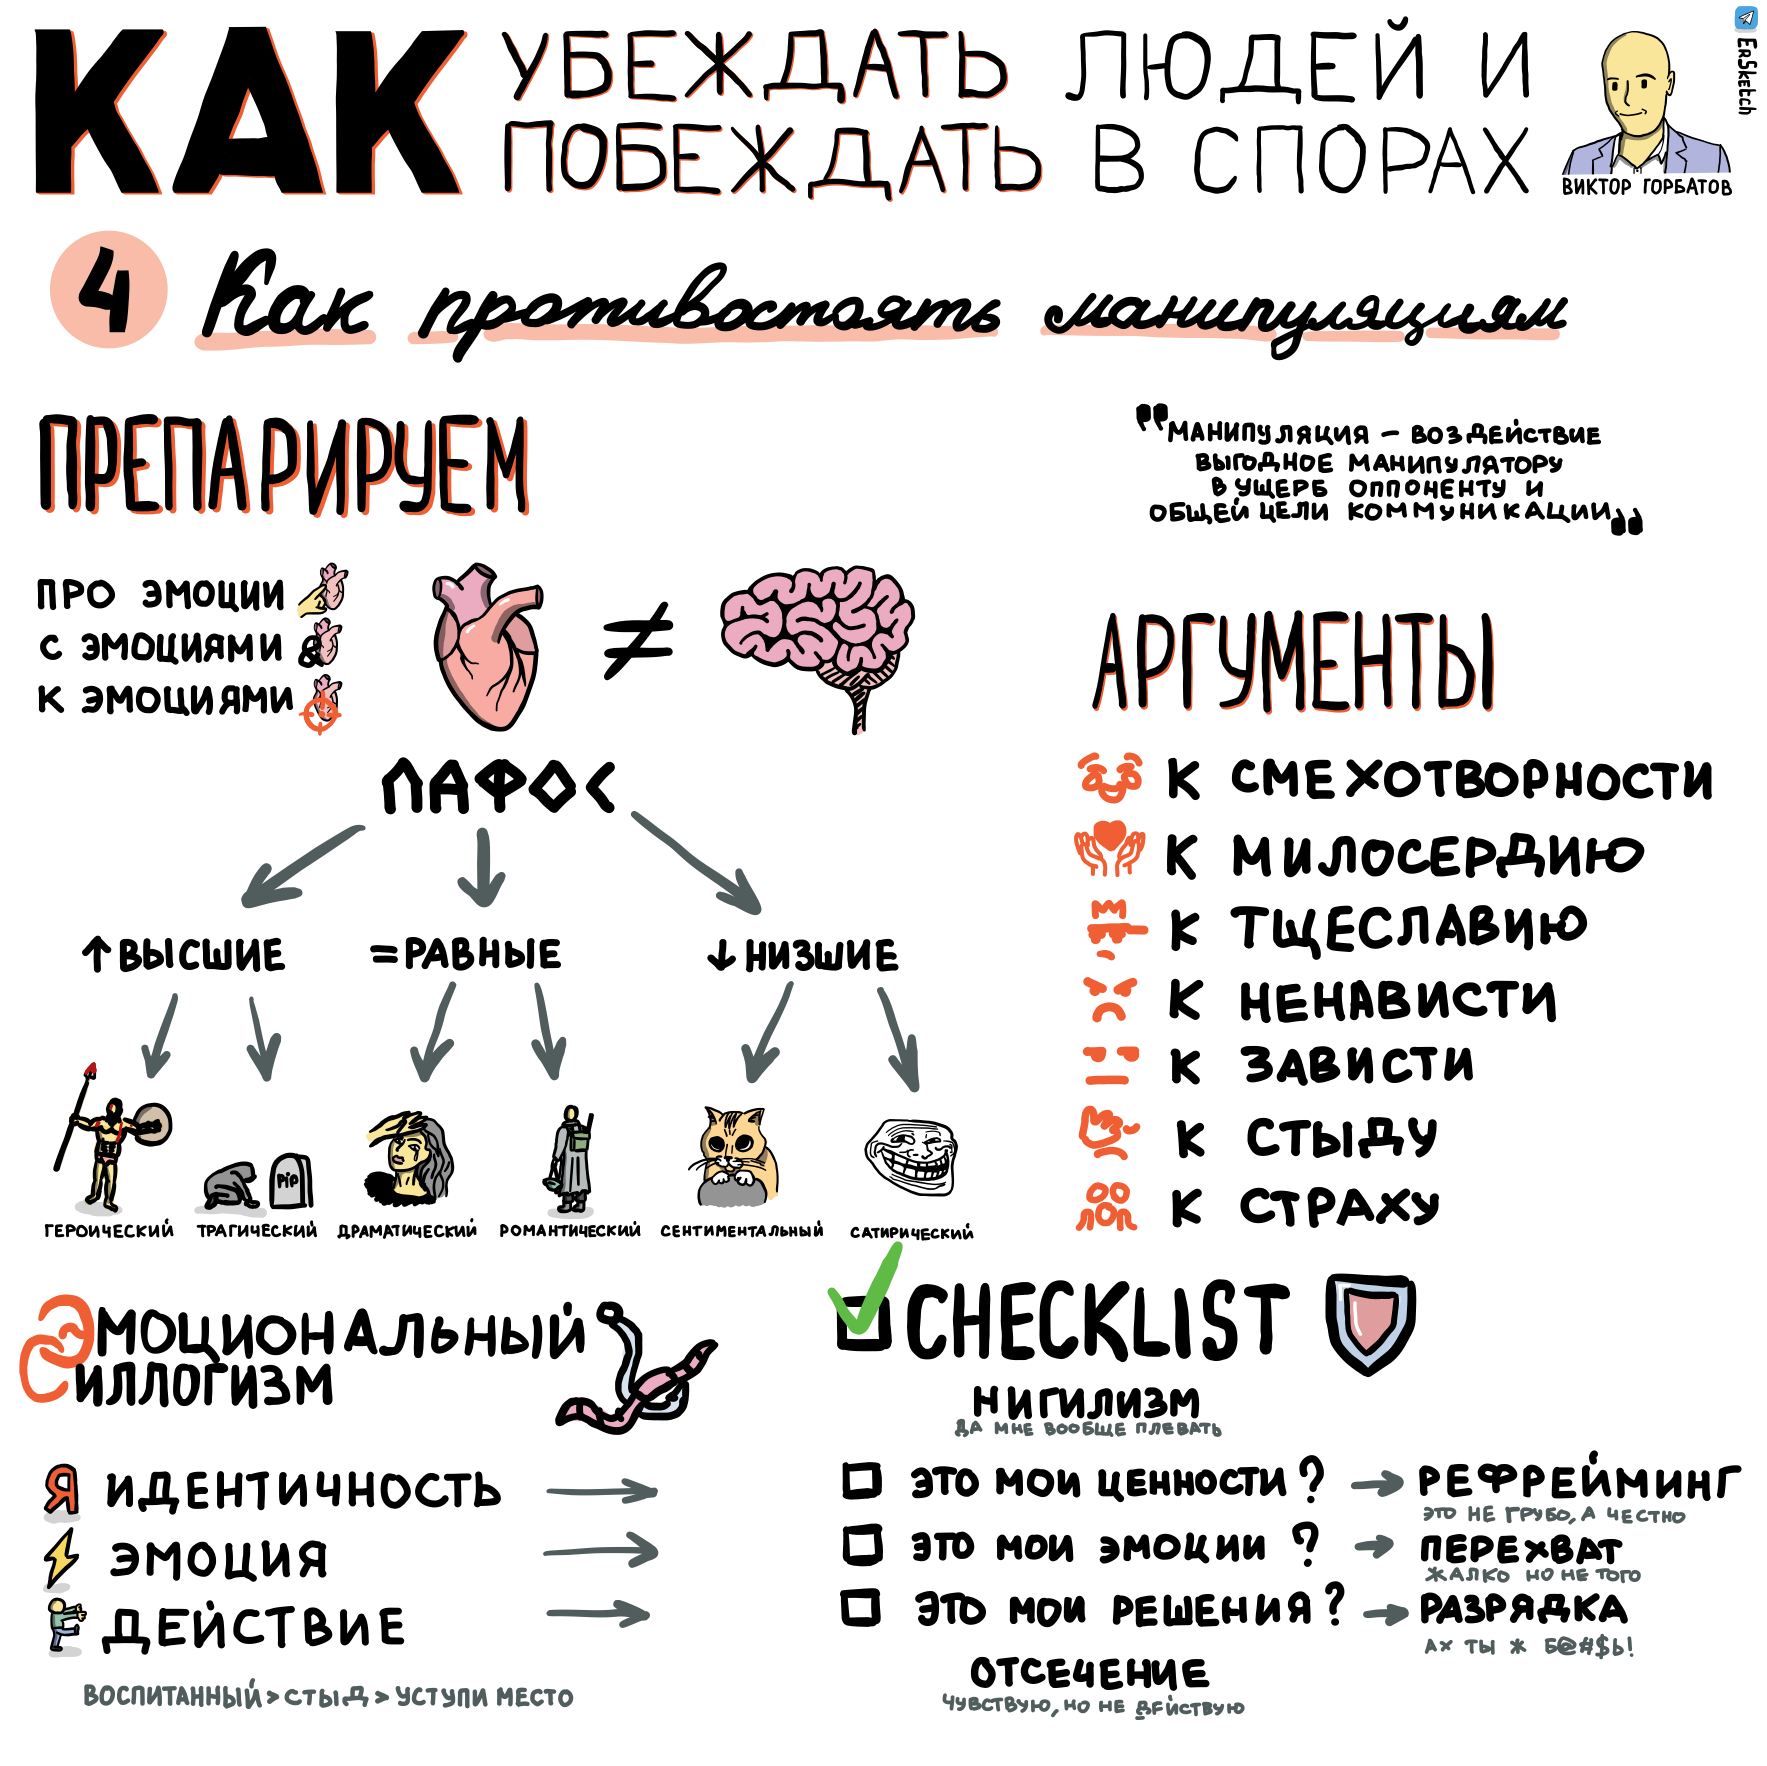 КАК
УБЕЖДАТЬ ЛЮДЕЙ И
ПОБЕЖДАТЬ В СПОРАХ
ВИКТОР ГОРБАТОВ
ErSketch
4 Как противостоять манипуляциям
ПРЕПАРИРУЕМ
"МАНИПУЛЯЦИЯ – ВОЗДЕЙСТВИЕ
ВЫГОДНОЕ МАНИПУЛЯТОРУ
В УЩЕРБ ОППОНЕНТУ И
ОБЩЕЙ ЦЕЛИ КОММУНИКАЦИИ"
ПРО ЭМОЦИИ
С ЭМОЦИЯМИ &
К ЭМОЦИЯМИ
≠
ПАФОС
↑ ВЫСШИЕ
= РАВНЫЕ
↓ НИЗШИЕ
PiP
ГЕРОИЧЕСКИЙ
ТРАГИЧЕСКИЙ
ДРАМАТИЧЕСКИЙ
РОМАНТИЧЕСКИЙ
СЕНТИМЕНТАЛЬНЫЙ
САТИРИЧЕСКИЙ
АРГУМЕНТЫ
К СМЕХОТВОРНОСТИ
К МИЛОСЕРДИЮ
К ТЩЕСЛАВИЮ
К НЕНАВИСТИ
К ЗАВИСТИ
К СТЫДУ
К СТРАХУ
ЭМОЦИОНАЛЬНЫЙ
СИЛЛОГИЗМ
Я ИДЕНТИЧНОСТЬ
ЭМОЦИЯ
ДЕЙСТВИЕ
ВОСПИТАННЫЙ > СТЫД > УСТУПИ МЕСТО
CHECKLIST
НИГИЛИЗМ
ДА МНЕ ВООБЩЕ ПЛЕВАТЬ
ЭТО МОИ ЦЕННОСТИ? → РЕФРЕЙМИНГ
ЭТО НЕ ГРУБО, А ЧЕСТНО
ЭТО МОИ ЭМОЦИИ ? → ПЕРЕХВАТ
ЖАЛКО НО НЕ ТОГО
ЭТО МОИ РЕШЕНИЯ? → РАЗРЯДКА
АХ ТЫ Ж Б@#$Ь!
ОТСЕЧЕНИЕ
ЧУВСТВУЮ, НО НЕ ДЕЙСТВУЮ